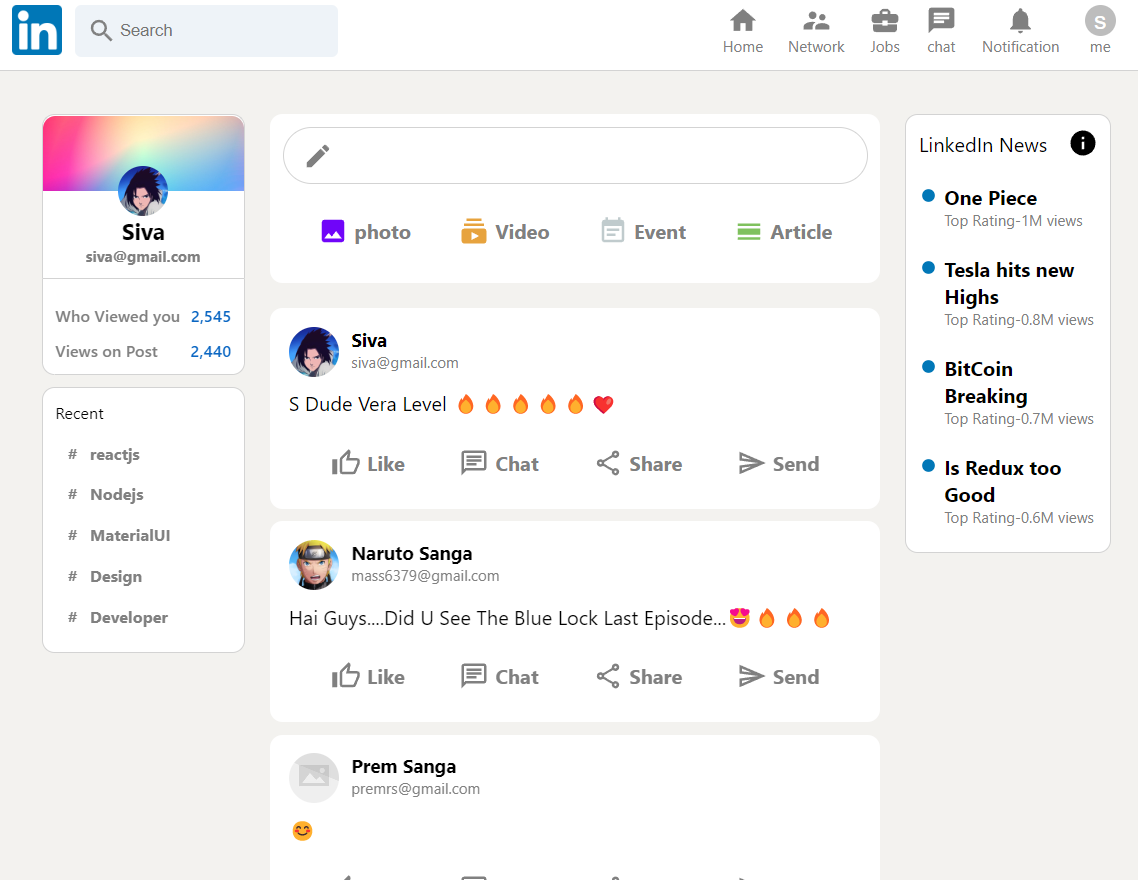 in
Search
Home
Network
Jobs
chat
Notification
S
me
Siva
siva@gmail.com
Who Viewed you 2,545
Views on Post 2,440
Recent
# reactjs
# Nodejs
# MaterialUI
# Design
# Developer
photo
Video
Event
Article
Siva
siva@gmail.com
S Dude Vera Level 🔥 🔥 🔥 🔥 🔥 ❤️
Like
Chat
Share
Send
Naruto Sanga
mass6379@gmail.com
Hai Guys....Did U See The Blue Lock Last Episode...😍 🔥 🔥 🔥
Like
Chat
Share
Send
Prem Sanga
premrs@gmail.com
😊
LinkedIn News
One Piece
Top Rating-1M views
Tesla hits new
Highs
Top Rating-0.8M views
BitCoin
Breaking
Top Rating-0.7M views
Is Redux too
Good
Top Rating-0.6M views